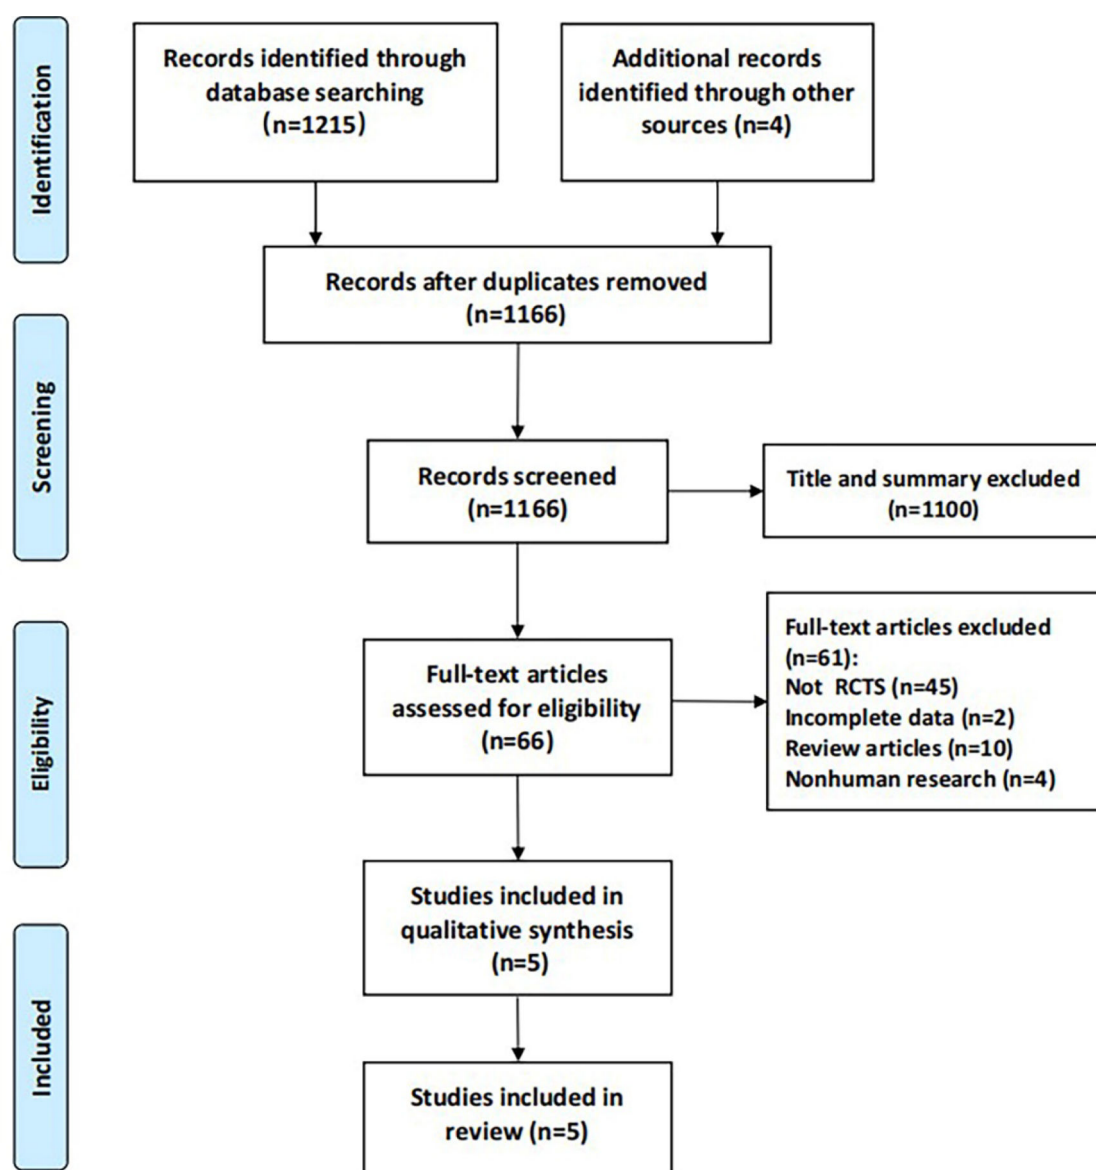 Identification
Records identified through
database searching
(n=1215)
Additional records
identified through other
sources (n=4)
Records after duplicates removed
(n=1166)
Screening
Records screened
(n=1166)
Title and summary excluded
(n=1100)
Eligibility
Full-text articles
assessed for eligibility
(n=66)
Full-text articles excluded
(n=61):
Not RCTS (n=45)
Incomplete data (n=2)
Review articles (n=10)
Nonhuman research (n=4)
Studies included in
qualitative synthesis
(n=5)
Included
Studies included in
review (n=5)